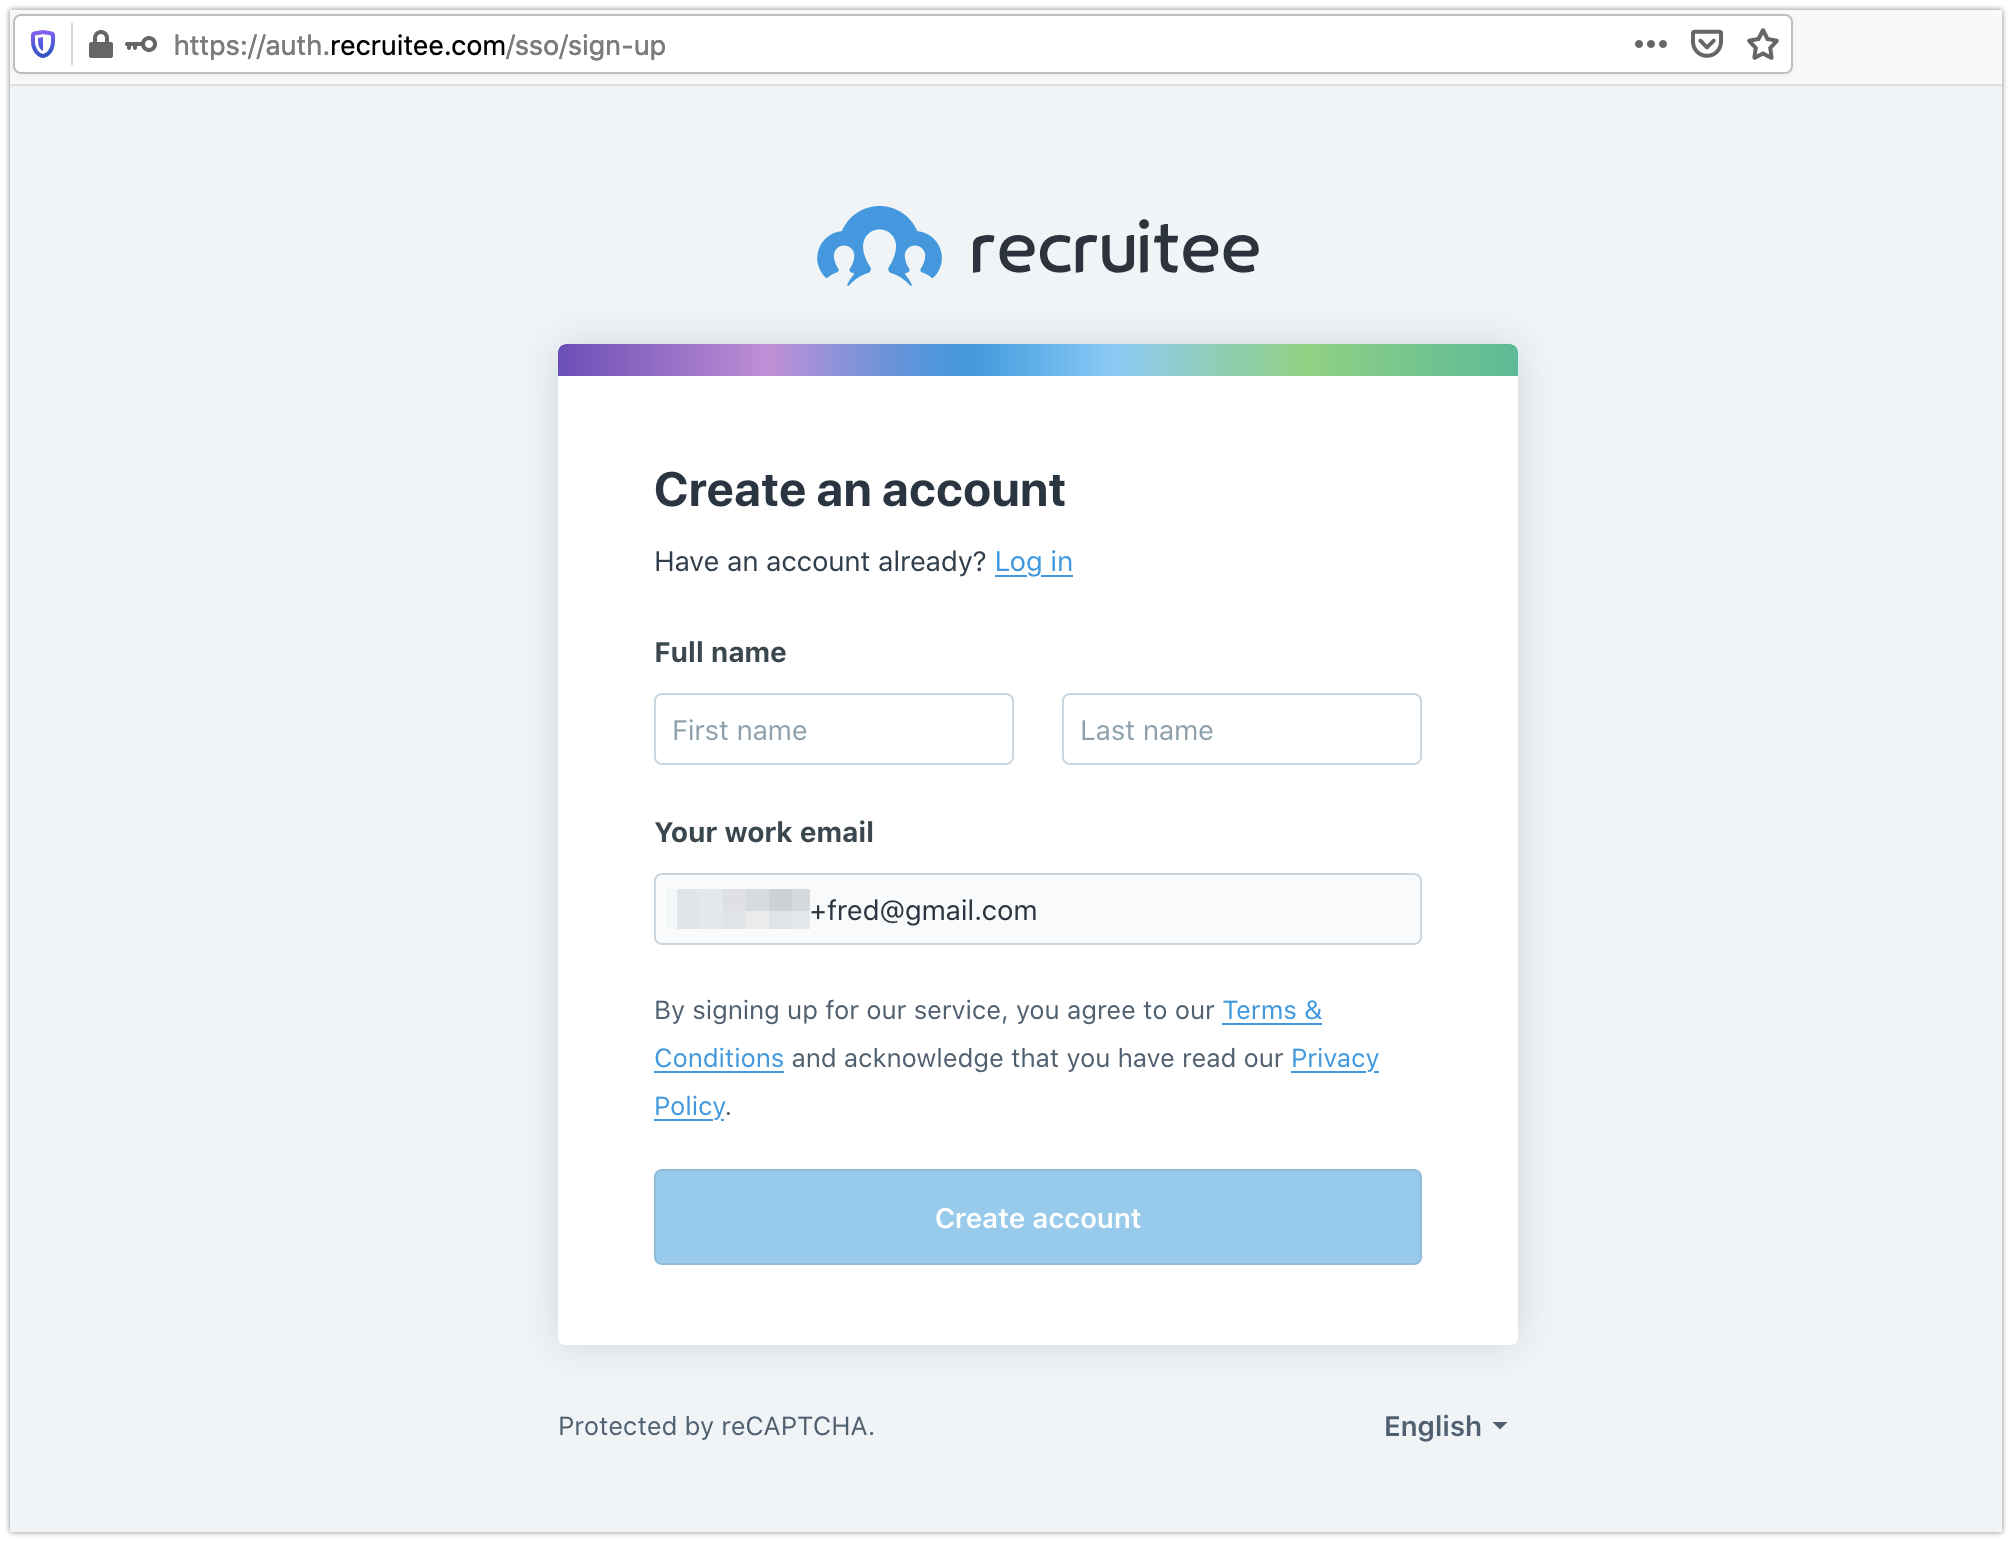 https://auth.recruitee.com/sso/sign-up
recruitee
Create an account
Have an account already? Log in
Full name
First name
Last name
Your work email
+fred@gmail.com
By signing up for our service, you agree to our Terms &
Conditions and acknowledge that you have read our Privacy
Policy.
Create account
Protected by reCAPTCHA.
English